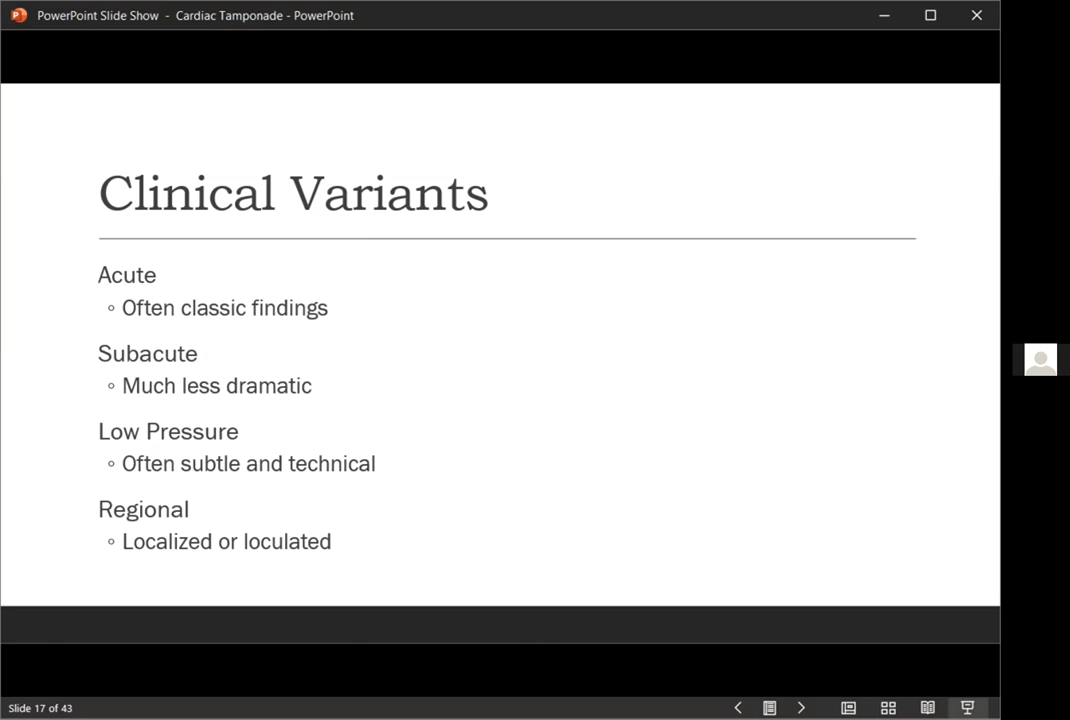 PowerPoint Slide Show - Cardiac Tamponade - PowerPoint
Clinical Variants
Acute
◦ Often classic findings
Subacute
◦ Much less dramatic
Low Pressure
◦ Often subtle and technical
Regional
◦ Localized or loculated
Slide 17 of 43